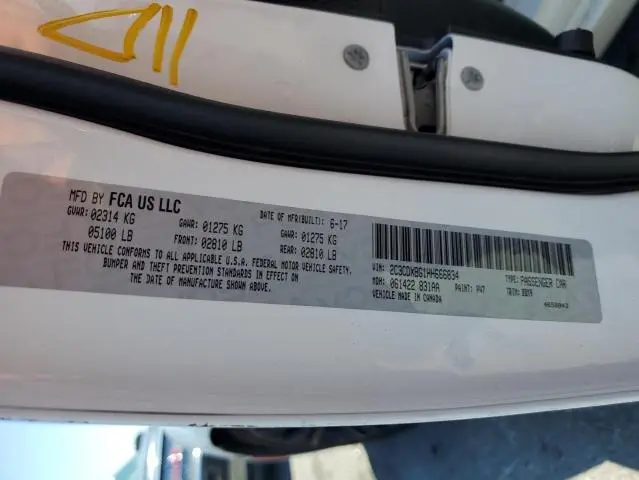 MFD BY FCA US LLC
DATE OF MFR(BUILT): 6-17
GVWR: 02314 KG GAWR: 01275 KG GAWR: 01275 KG
05100 LB FRONT: 02810 LB REAR: 02810 LB
THIS VEHICLE CONFORMS TO ALL APPLICABLE U.S.A. FEDERAL MOTOR VEHICLE SAFETY,
BUMPER AND THEFT PREVENTION STANDARDS IN EFFECT ON
THE DATE OF MANUFACTURE SHOWN ABOVE.
VIN: 2C3CDXBG1HH666834 TYPE: PASSENGER CAR
MDH: 061422 831AA PAINT: PW7 TRIM:
VEHICLE MADE IN CANADA